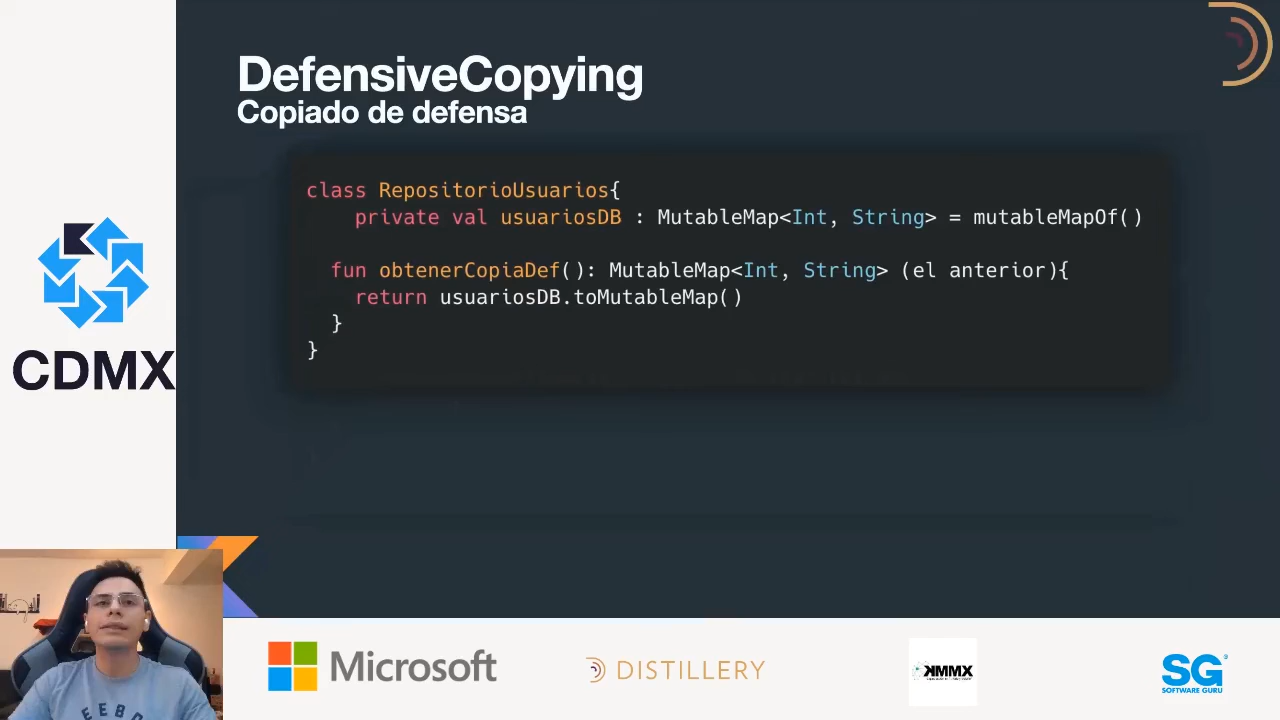 DefensiveCopying
Copiado de defensa
class RepositorioUsuarios{
private val usuariosDB : MutableMap<Int, String> = mutableMapOf()
fun obtenerCopiaDef(): MutableMap<Int, String> (el anterior){
return usuariosDB.toMutableMap()
}
}
CDMX
Microsoft
DISTILLERY
KMMX
SG
SOFTWARE GURU